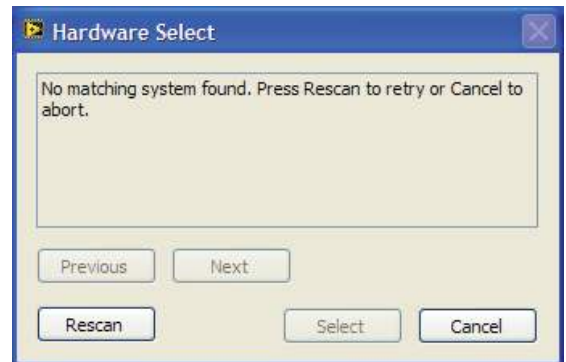 Hardware Select
No matching system found. Press Rescan to retry or Cancel to
abort.
Previous Next
Rescan Select Cancel